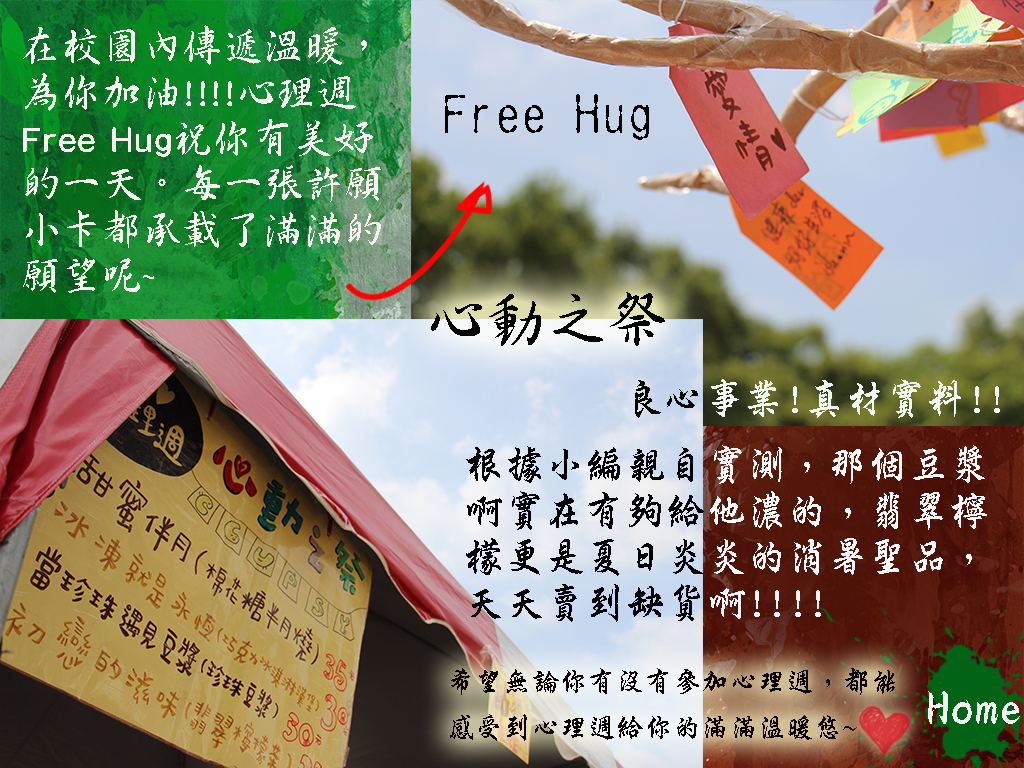 在校園內傳遞溫暖，
為你加油!!!!心理週
Free Hug祝你有美好
的一天。每一張許願
小卡都承載了滿滿的
願望呢~
Free Hug
愛情♥
心動之祭
良心事業!真材實料!!
根據小編親自實測，那個豆漿
啊實在有夠給他濃的，翡翠檸
檬更是夏日炎炎的消暑聖品，
天天賣到缺貨啊!!!!
理週
心動之祭
CCUPSY
甜蜜伴月(棉花糖半月燒) 35
冰凍就是永恆
當珍珠遇見豆漿(珍珠豆漿) 30
初戀的滋味(翡翠檸檬) 30
希望無論你有沒有參加心理週，都能
感受到心理週給你的滿滿溫暖悠~
Home